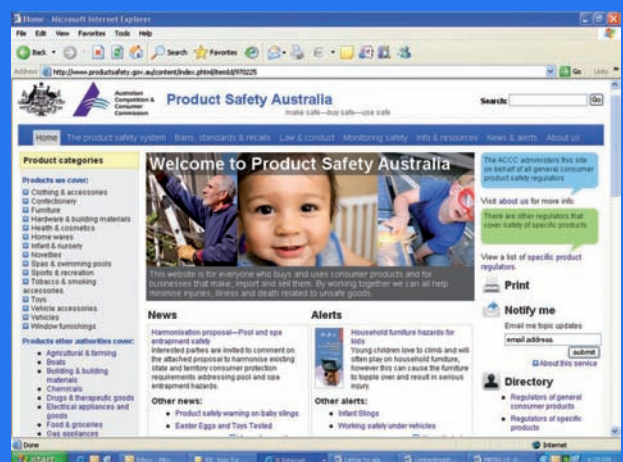 Home - Microsoft Internet Explorer
File Edit View Favorites Tools Help
Back Search Favorites
Address http://www.productsafety.gov.au/content/index.phtml/itemId/970225 Go Links
Australian
Competition &
Consumer
Commission
Product Safety Australia
make safe—buy safe—use safe
Search: Go
Home The product safety system Bans, standards & recalls Law & conduct Monitoring safety Info & resources News & alerts About us
Product categories
Products we cover:
Clothing & accessories
Confectionery
Furniture
Hardware & building materials
Health & cosmetics
Home wares
Infant & nursery
Novelties
Spas & swimming pools
Sports & recreation
Tobacco & smoking
accessories
Toys
Vehicle accessories
Vehicles
Window furnishings
Products other authorities cover:
Agricultural & farming
Boats
Building & building
materials
Chemicals
Drugs & therapeutic goods
Electrical appliances and
goods
Food & groceries
Gas appliances
Welcome to Product Safety Australia
This website is for everyone who buys and uses consumer products and for
businesses that make, import and sell them. By working together we can all help
minimise injuries, illness and death related to unsafe goods.
News
Harmonisation proposal—Pool and spa
entrapment safety
Interested parties are invited to comment on
the attached proposal to harmonise existing
state and territory consumer protection
requirements addressing pool and spa
entrapment hazards.
Other news:
Product safety warning on baby slings
Easter Eggs and Toys Tested
Alerts
Household furniture hazards for
kids
Young children love to climb and will
often play on household furniture,
however this can cause the furniture
to topple over and result in serious
injury.
Other alerts:
Infant Slings
Working safely under vehicles
The ACCC administers this site
on behalf of all general consumer
product safety regulators
Visit about us for more info.
There are other regulators that
cover safety of specific products
View a list of specific product
regulators.
Print
Notify me
Email me topic updates
email address
submit
About this service
Directory
Regulators of general
consumer products
Regulators of specific
products
Done Internet
start